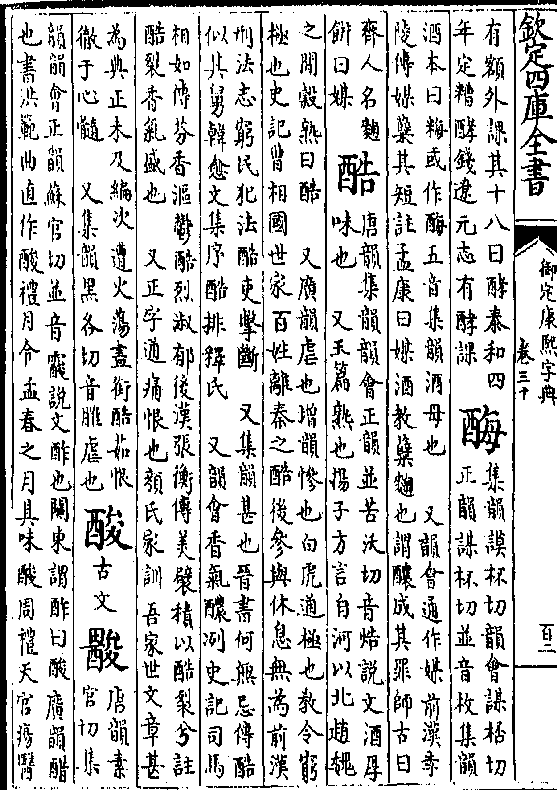 欽定四庫全書
御定康熙字典
卷三十
百二
有額外課其十八曰酵泰和四
年定糟酵錢遼元志有酵課
酶
集韻謨杯切韻會謀桮切
正韻謀杯切並音枚集韻
酒本曰梅或作酶五音集韻酒母也 又韻會通作媒前漢李
陵傳媒糵其短註孟康曰媒酒教糵麴也謂釀成其罪師古曰
齊人名麴
餅曰媒
酷
唐韻集韻韻會正韻並苦沃切音焅說文酒厚
味也 又玉篇熟也揚子方言自河以北趙魏
之閒穀熟曰酷 又廣韻虐也增韻慘也白虎通極也教令窮
極也史記曹相國世家百姓離秦之酷後參與休息無為前漢
刑法志窮民犯法酷吏擊斷 又集韻甚也晉書何無忌傳酷
似其舅韓愈文集序酷排釋氏 又韻會香氣醲冽史記司馬
相如傳芬香漚鬱酷烈淑郁後漢張衡傳美襞積以酷裂兮註
酷裂香氣盛也 又正字通痛恨也顏氏家訓吾家世文章甚
為典正未及編次遭火蕩盡銜酷茹恨
徹于心髓 又集韻黑各切音臛虐也
酸
古文
𨣭
唐韻素
官切集
韻韻會正韻蘇官切並音竁說文酢也關東謂酢曰酸廣韻醋
也書洪範曲直作酸禮月令孟春之月其味酸周禮天官瘍醫